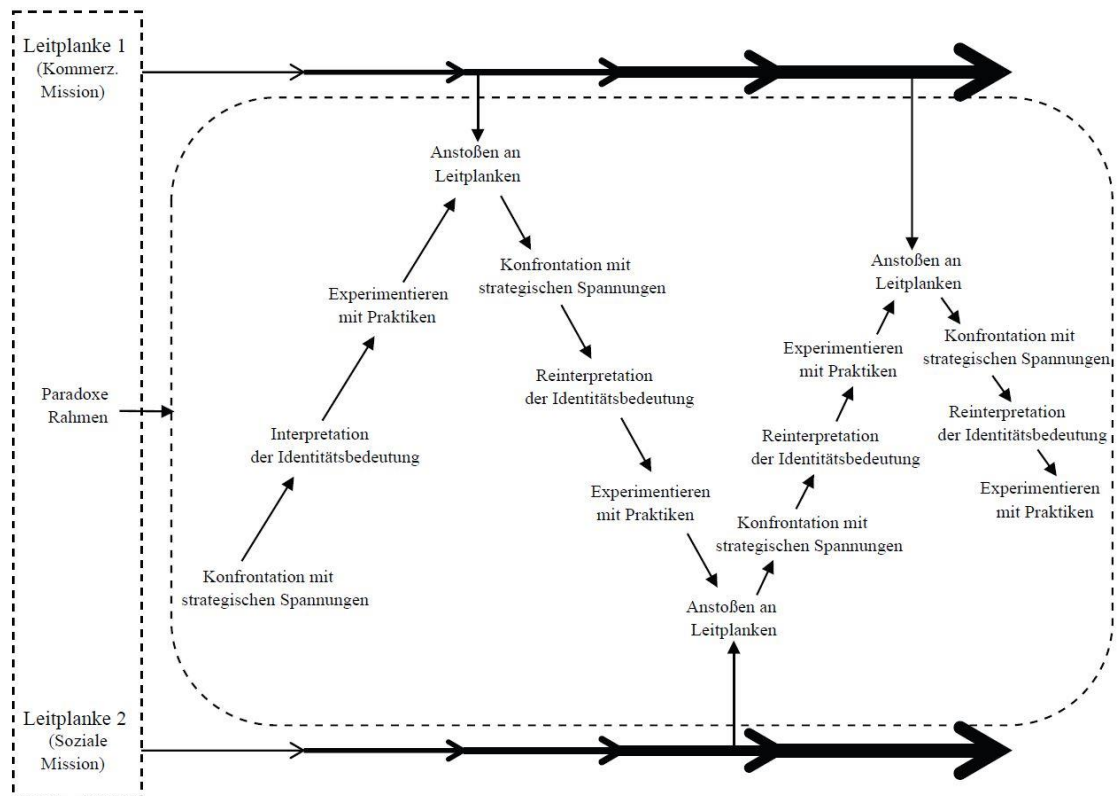 Leitplanke 1
(Kommerz.
Mission)
Paradoxe
Rahmen
Leitplanke 2
(Soziale
Mission)
Konfrontation mit
strategischen Spannungen
Interpretation
der Identitätsbedeutung
Experimentieren
mit Praktiken
Anstoßen an
Leitplanken
Konfrontation mit
strategischen Spannungen
Reinterpretation
der Identitätsbedeutung
Experimentieren
mit Praktiken
Anstoßen an
Leitplanken
Konfrontation mit
strategischen Spannungen
Reinterpretation
der Identitätsbedeutung
Experimentieren
mit Praktiken
Anstoßen an
Leitplanken
Konfrontation mit
strategischen Spannungen
Reinterpretation
der Identitätsbedeutung
Experimentieren
mit Praktiken